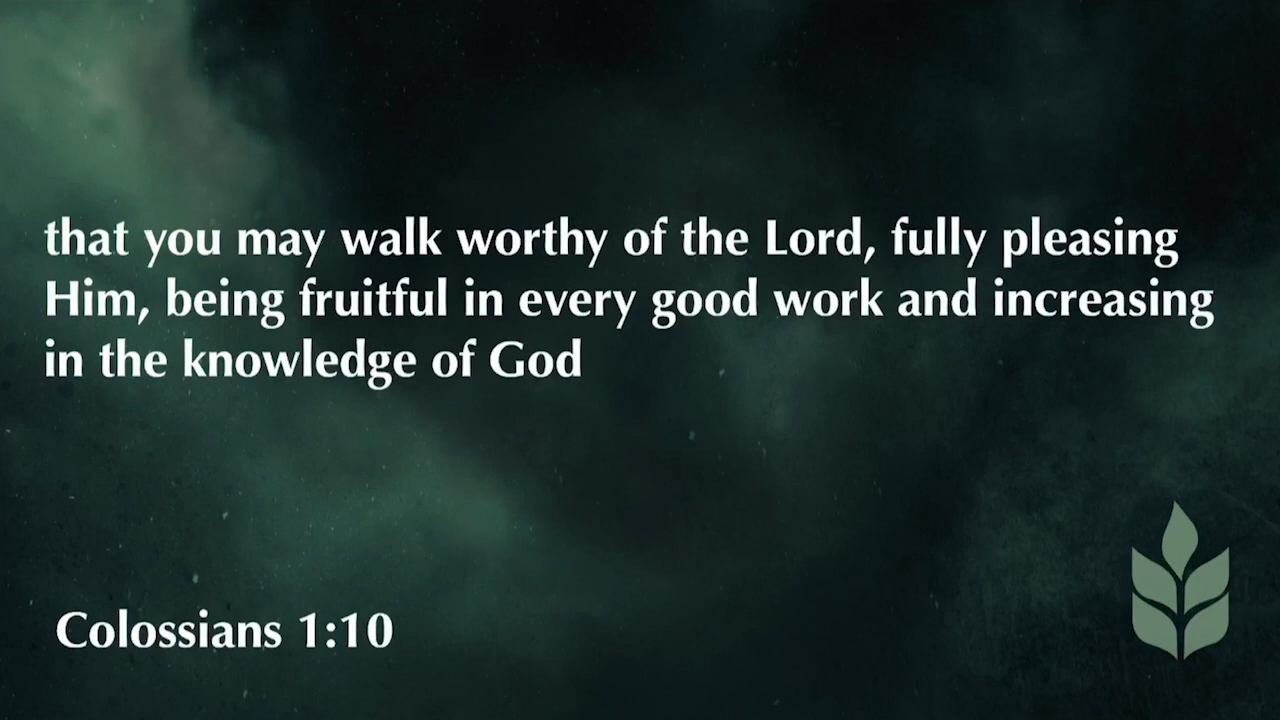 that you may walk worthy of the Lord, fully pleasing
Him, being fruitful in every good work and increasing
in the knowledge of God
Colossians 1:10